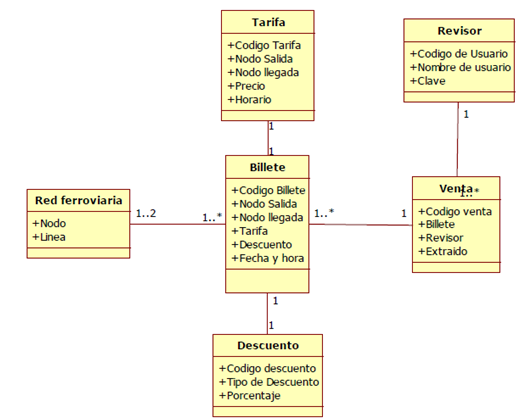 Tarifa
+Codigo Tarifa
+Nodo Salida
+Nodo llegada
+Precio
+Horario
Revisor
+Codigo de Usuario
+Nombre de usuario
+Clave
1
1
1
Billete
+Codigo Billete
+Nodo Salida
+Nodo llegada
+Tarifa
+Descuento
+Fecha y hora
Red ferroviaria
+Nodo
+Linea
1..2
1..*
1..*
1
Venta
1..*
+Codigo venta
+Billete
+Revisor
+Extraido
1
1
Descuento
+Codigo descuento
+Tipo de Descuento
+Porcentaje